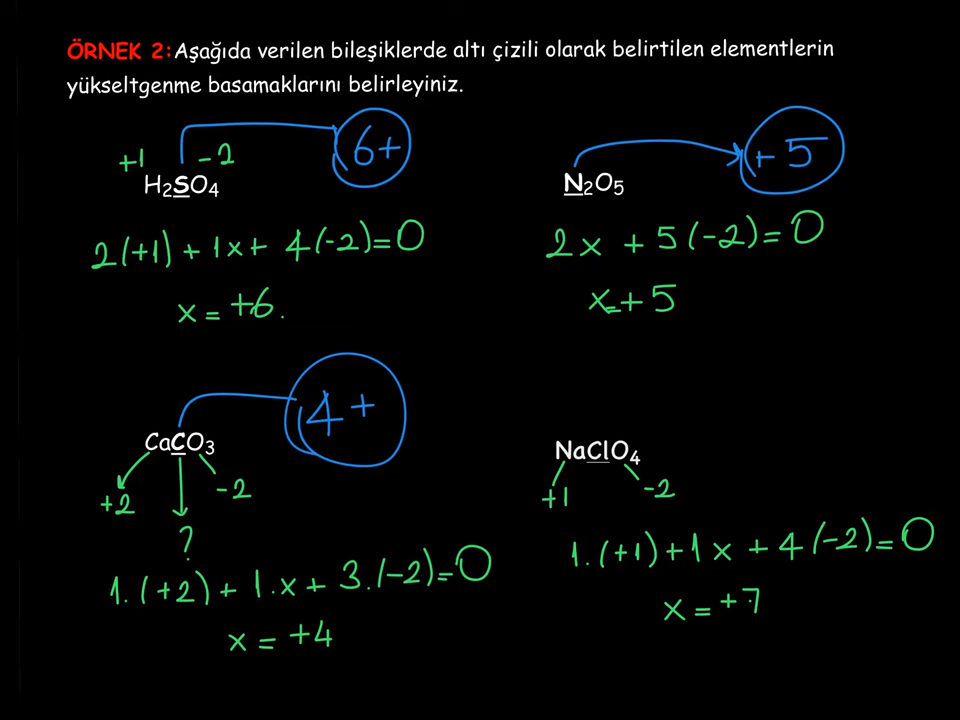 ÖRNEK 2:Aşağıda verilen bileşiklerde altı çizili olarak belirtilen elementlerin
yükseltgenme basamaklarını belirleyiniz.
6+
+1 -2
H₂SO₄
2(+1) + 1x + 4(-2)=0
x = +6.
+5
N₂O₅
2x + 5(-2)=0
x=+5
4+
CaCO₃
+2 -2
?
1.(+2) + 1.x + 3.(-2)=0
x = +4
NaClO₄
+1 -2
1.(+1)+1x + 4(-2)=0
x = +7